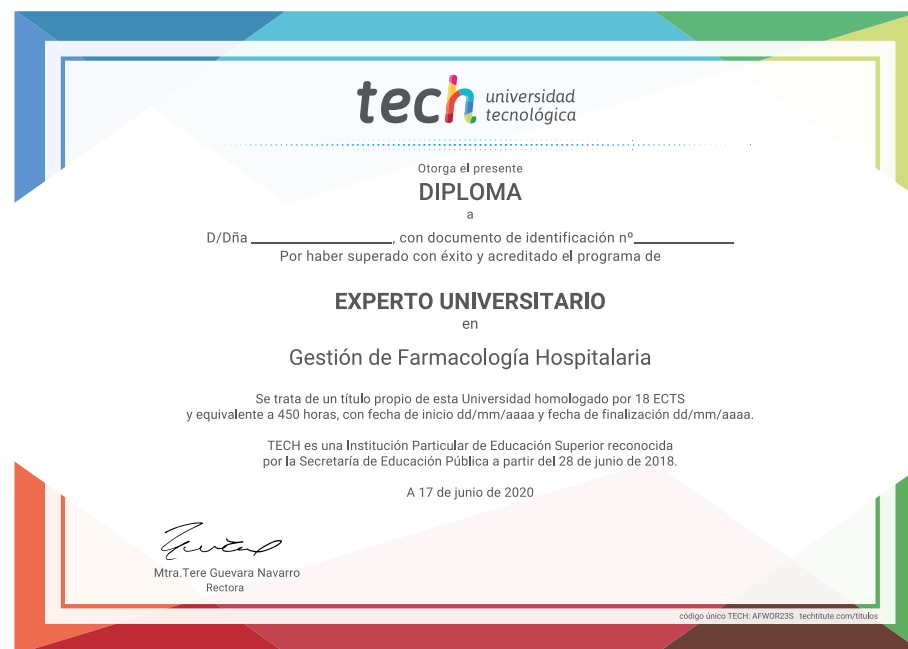 tech universidad
tecnológica
Otorga el presente
DIPLOMA
a
D/Dña ____________________, con documento de identificación nº______________
Por haber superado con éxito y acreditado el programa de
EXPERTO UNIVERSITARIO
en
Gestión de Farmacología Hospitalaria
Se trata de un título propio de esta Universidad homologado por 18 ECTS
y equivalente a 450 horas, con fecha de inicio dd/mm/aaaa y fecha de finalización dd/mm/aaaa.
TECH es una Institución Particular de Educación Superior reconocida
por la Secretaría de Educación Pública a partir del 28 de junio de 2018.
A 17 de junio de 2020
Mtra.Tere Guevara Navarro
Rectora
código único TECH: AFWOR23S techtitute.com/titulos